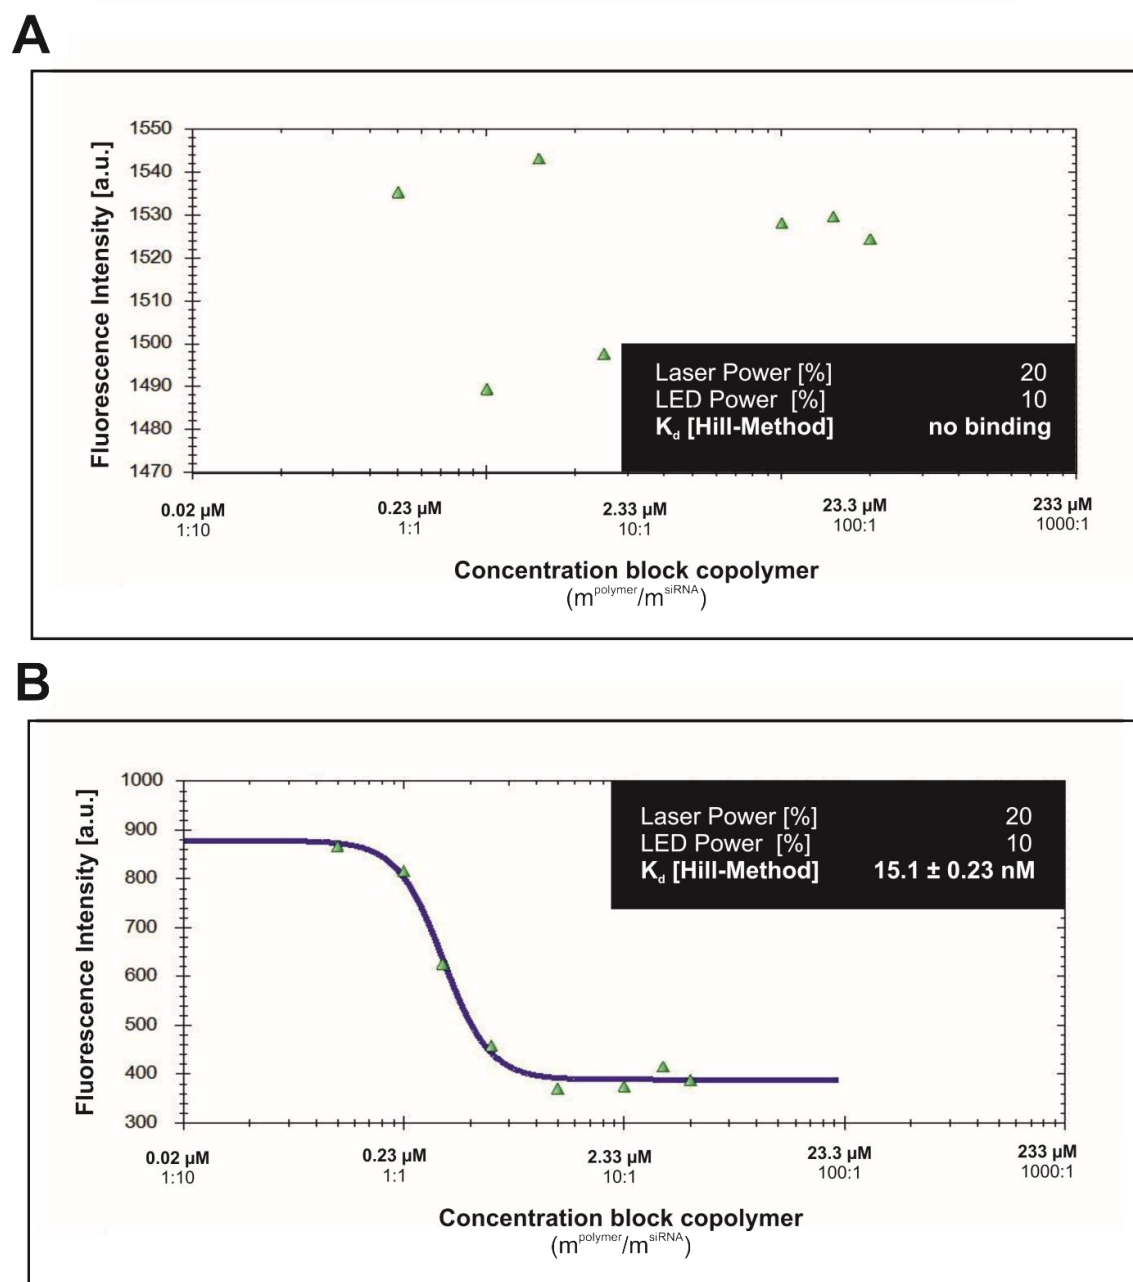 A
Fluorescence Intensity [a.u.]
1550
1540
1530
1520
1510
1500
1490
1480
1470
Laser Power [%] 20
LED Power [%] 10
Kd [Hill-Method] no binding
0.02 µM 0.23 µM 2.33 µM 23.3 µM 233 µM
1:10 1:1 10:1 100:1 1000:1
Concentration block copolymer
(mpolymer/msiRNA)
B
Fluorescence Intensity [a.u.]
1000
900
800
700
600
500
400
300
Laser Power [%] 20
LED Power [%] 10
Kd [Hill-Method] 15.1 ± 0.23 nM
0.02 µM 0.23 µM 2.33 µM 23.3 µM 233 µM
1:10 1:1 10:1 100:1 1000:1
Concentration block copolymer
(mpolymer/msiRNA)